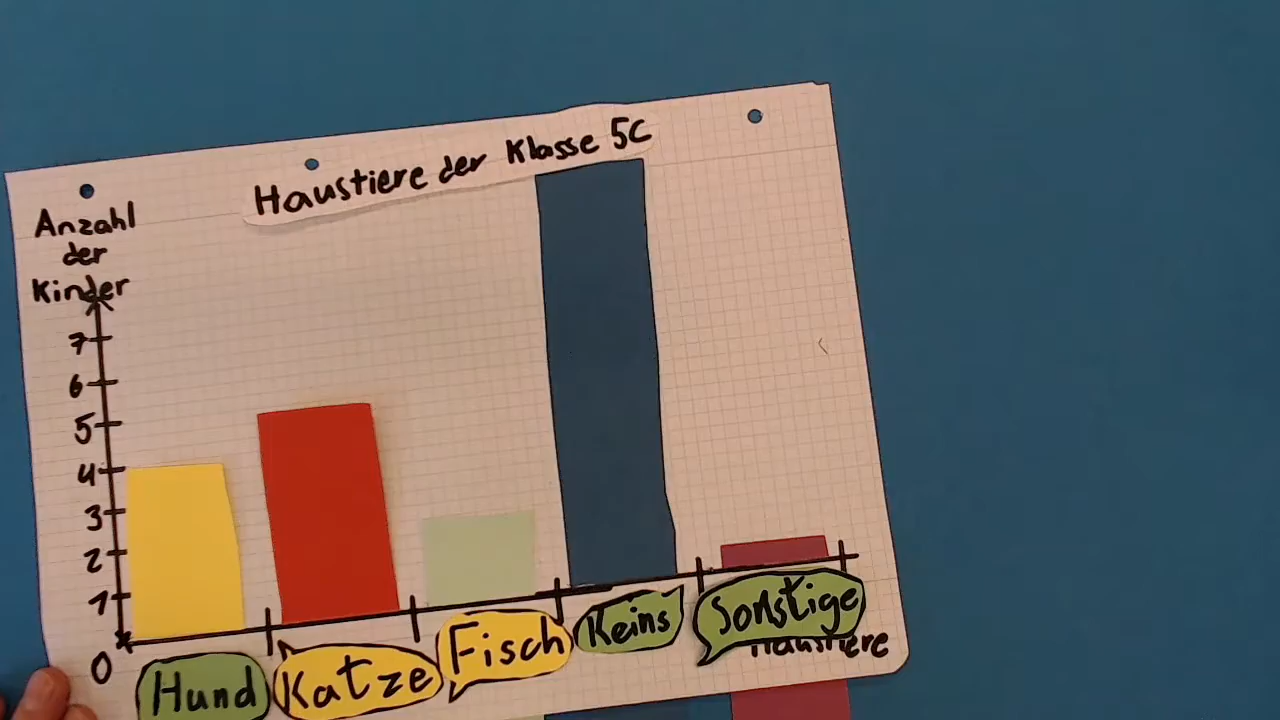 Haustiere der Klasse 5C
Anzahl
der
Kinder
7
6
5
4
3
2
1
0
Hund
Katze
Fisch
Keins
Sonstige
Haustiere